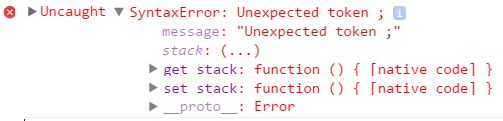 Uncaught SyntaxError: Unexpected token ; i
message: "Unexpected token ;"
stack: (...)
get stack: function () { [native code] }
set stack: function () { [native code] }
__proto__: Error